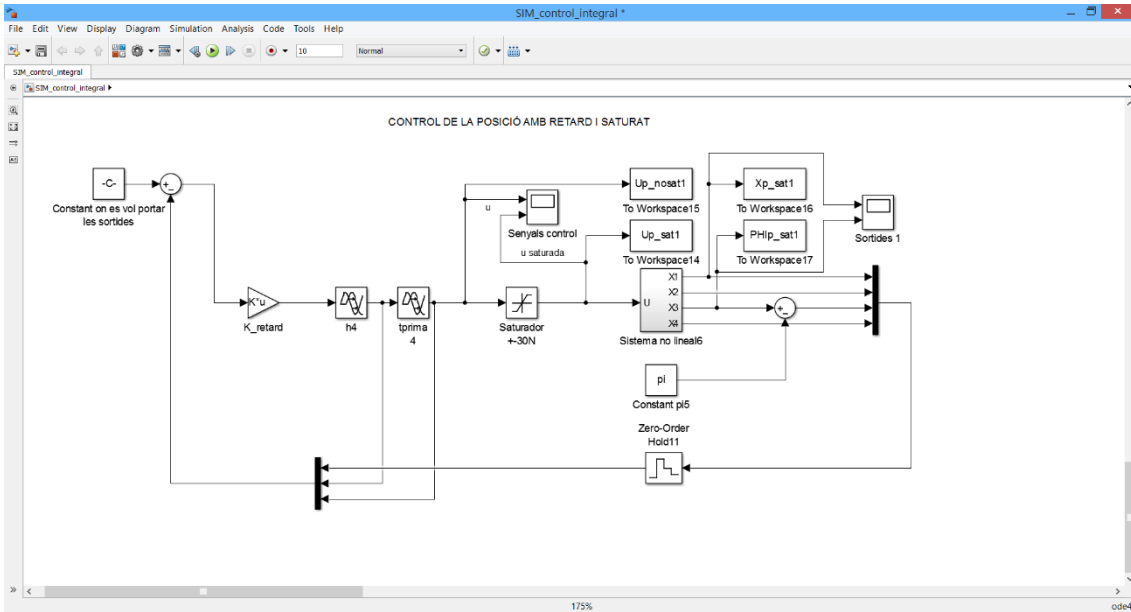 SIM_control_integral *
File Edit View Display Diagram Simulation Analysis Code Tools Help
10
Normal
SIM_control_integral
SIM_control_integral
CONTROL DE LA POSICIÓ AMB RETARD I SATURAT
-C-
Constant on es vol portar
les sortides
K*u
K_retard
h4
tprima
4
u
Senyals control
u saturada
Saturador
+-30N
Up_nosat1
To Workspace15
Up_sat1
To Workspace14
Xp_sat1
To Workspace16
PHIp_sat1
To Workspace17
Sortides 1
U
X1
X2
X3
X4
Sistema no lineal6
pi
Constant pi5
Zero-Order
Hold11
175%
ode4